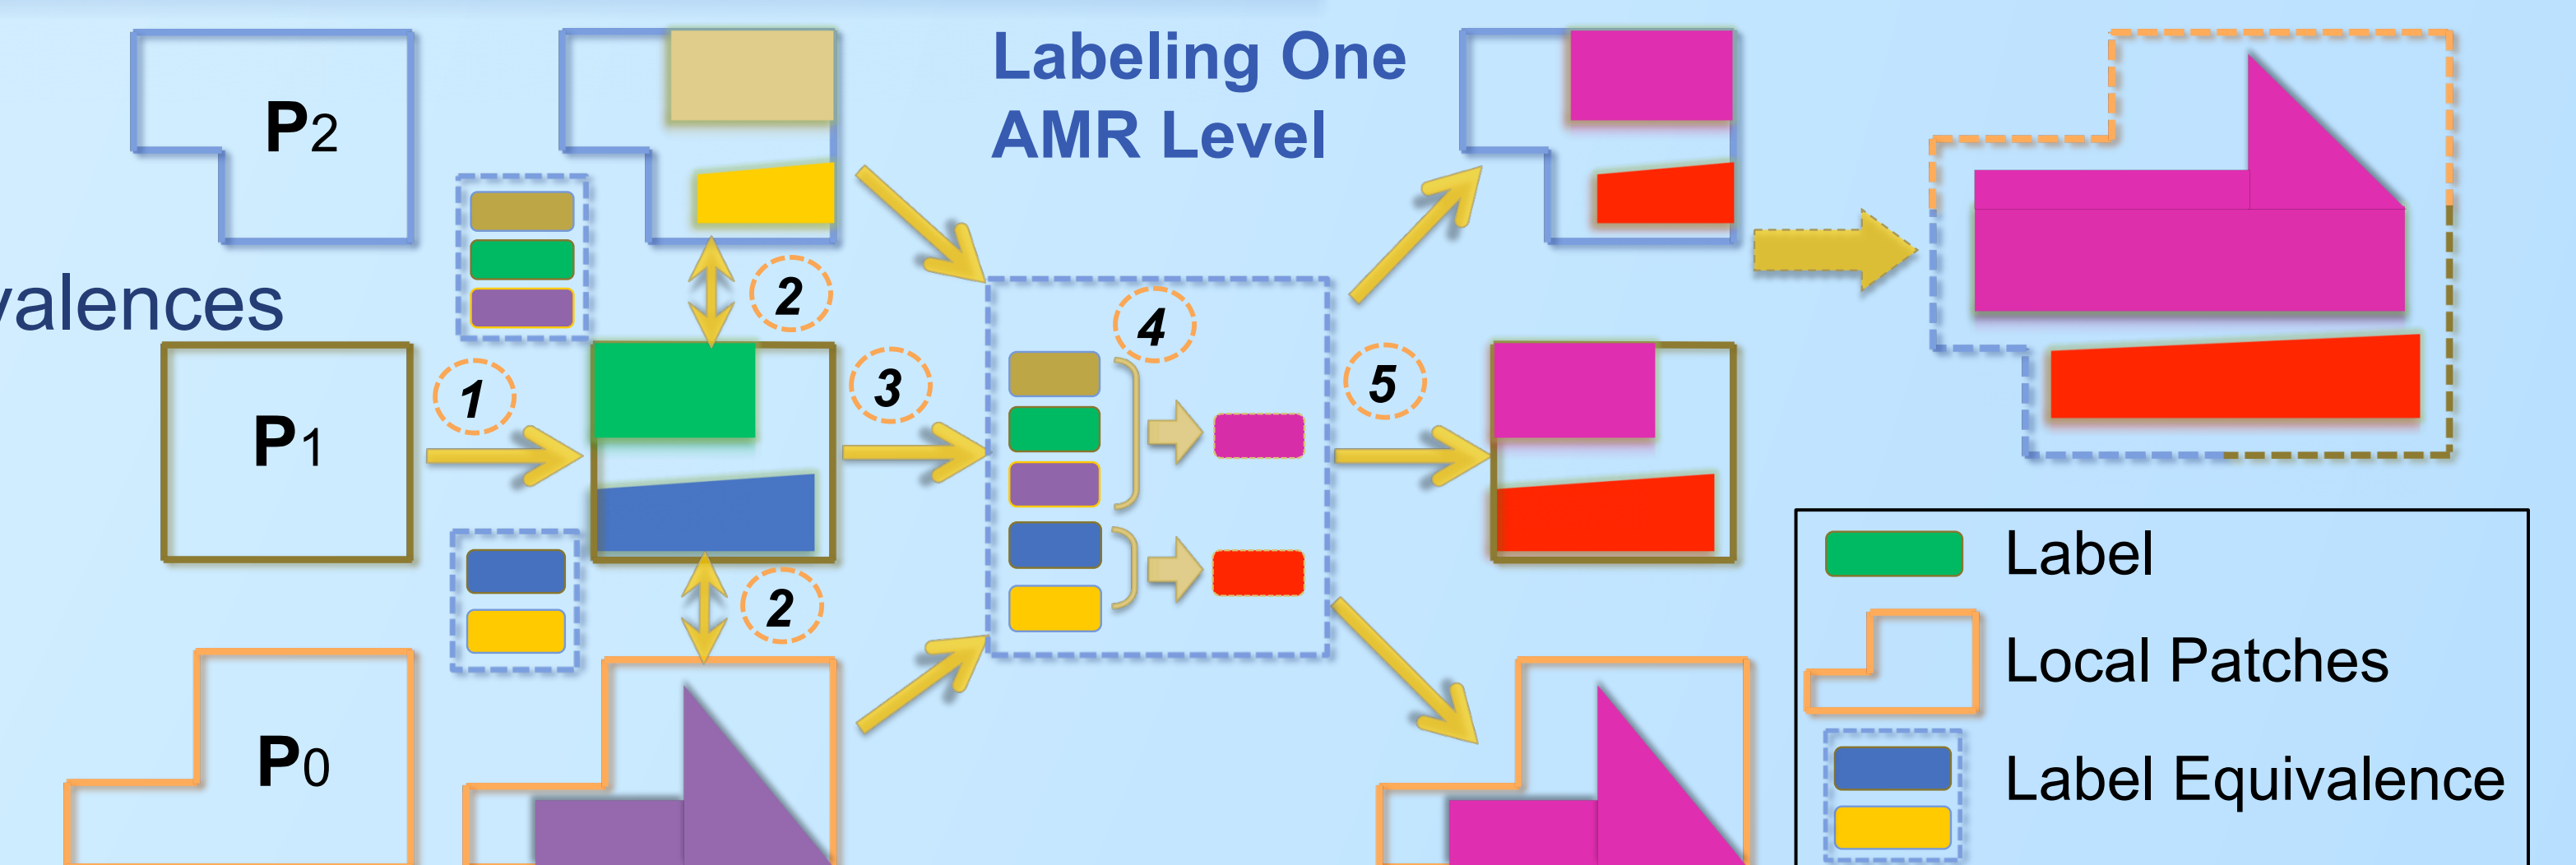 Labeling One
AMR Level
P2
2
valences
4
1
3
5
P1
2
P0
Label
Local Patches
Label Equivalence